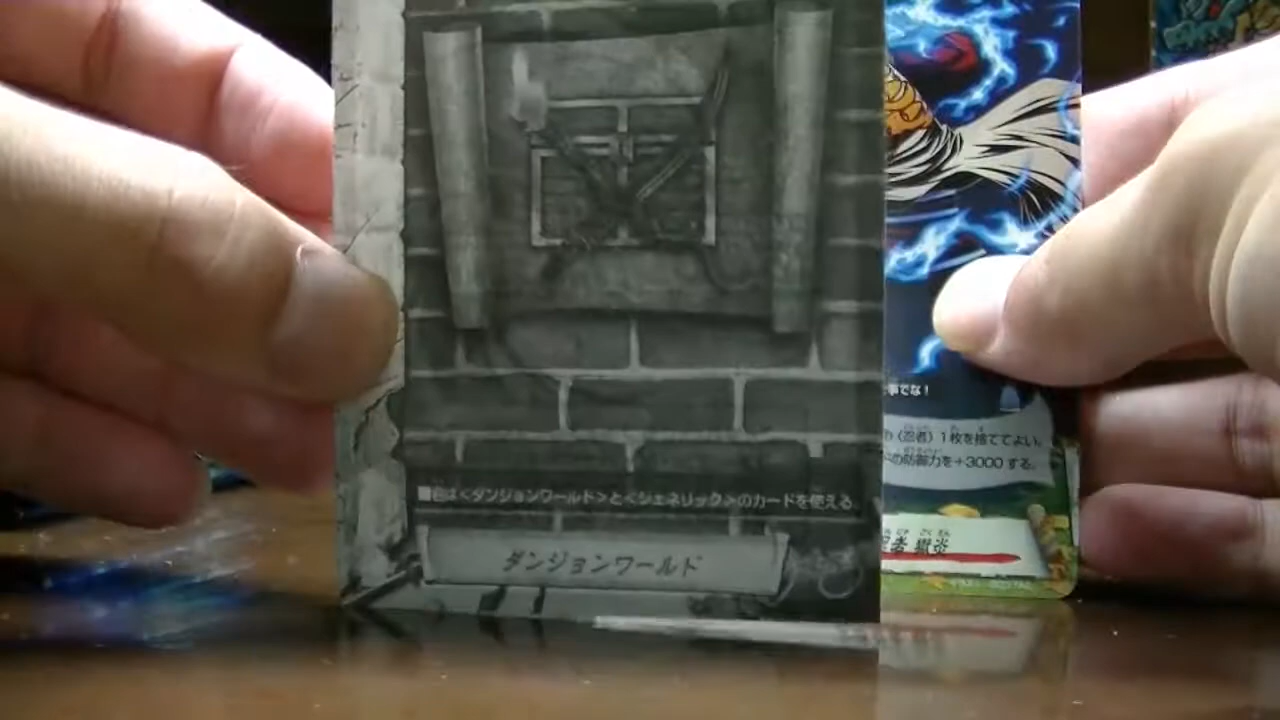 ■君は<ダンジョンワールド>と<ジェネリック>のカードを使える。
ダンジョンワールド
事でな!
〈忍者〉1枚を捨ててよい。
の防御力を+3000する。
者 獄炎